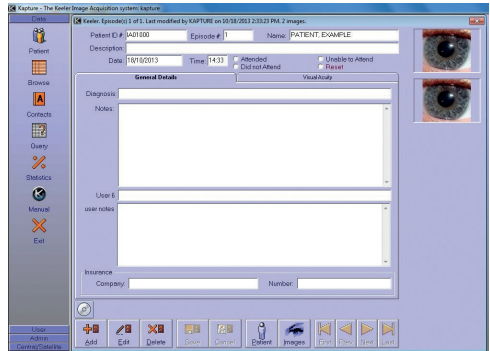 Kapture - The Keeler Image Acquisition systems kapture
Data
Patient
Browse
Contacts
Query
Statistics
Manual
Exit
User
Admin
Central/Satellite
Keeler. Episode(s) 1 of 1. Last modified by KAPTURE on 10/18/2013 2:33:23 PM. 2 images.
Patient ID #: IA01000 Episode #: 1 Name: PATIENT, EXAMPLE
Description:
Date: 18/10/2013 Time: 14:33 Attended Unable to Attend
Did not Attend Reset
General Details Visual Acuity
Diagnosis:
Notes:
User 6
user notes
Insurance
Company: Number:
Add Edit Delete Save Cancel Patient Images First Prev Next Last